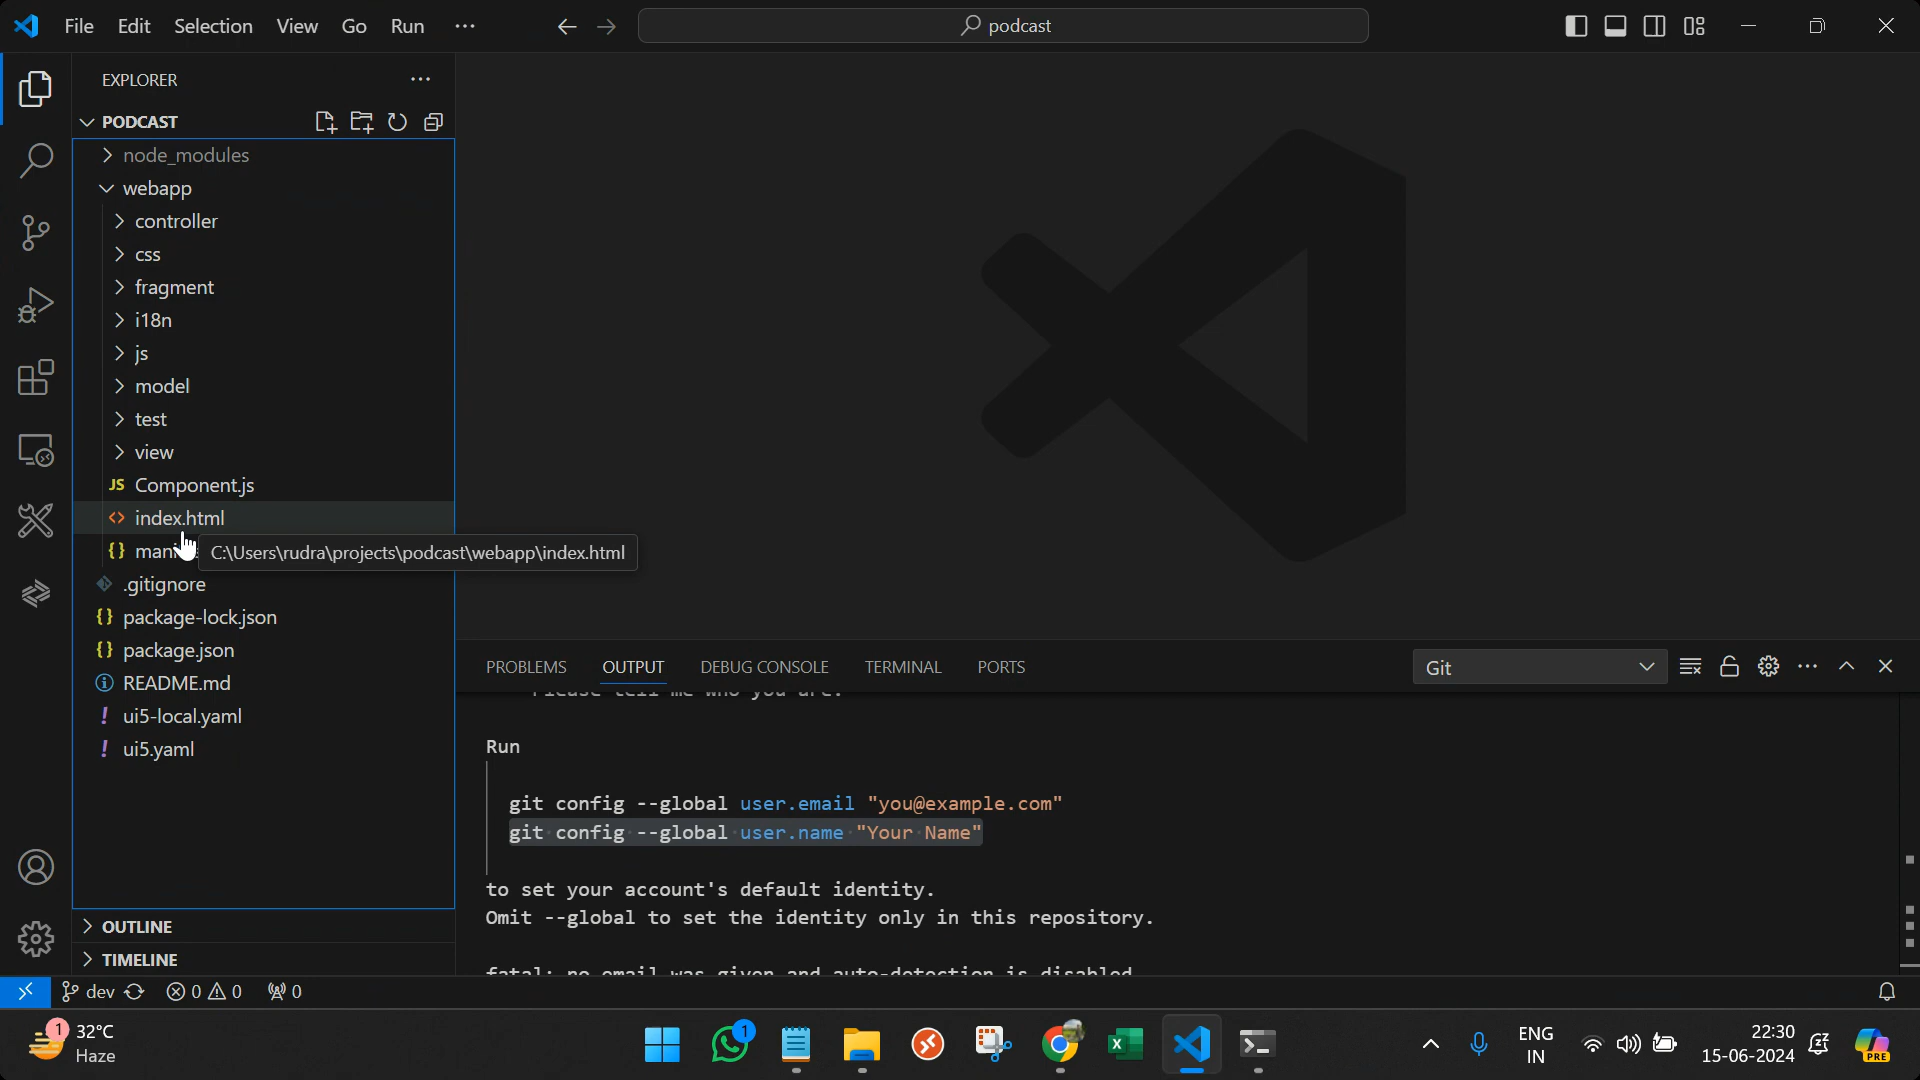 File Edit Selection View Go Run ···
podcast
EXPLORER
PODCAST
node_modules
webapp
controller
css
fragment
i18n
js
model
test
view
JS Component.js
<> index.html
{} mani
C:\Users\rudra\projects\podcast\webapp\index.html
.gitignore
{} package-lock.json
{} package.json
README.md
! ui5-local.yaml
! ui5.yaml
OUTLINE
TIMELINE
PROBLEMS OUTPUT DEBUG CONSOLE TERMINAL PORTS
Git
Please tell me who you are.
Run
git config --global user.email "you@example.com"
git config --global user.name "Your Name"
to set your account's default identity.
Omit --global to set the identity only in this repository.
fatal: no email was given and auto-detection is disabled
dev 0 0 0
1 32°C
Haze
1
ENG
IN
22:30
15-06-2024
PRE